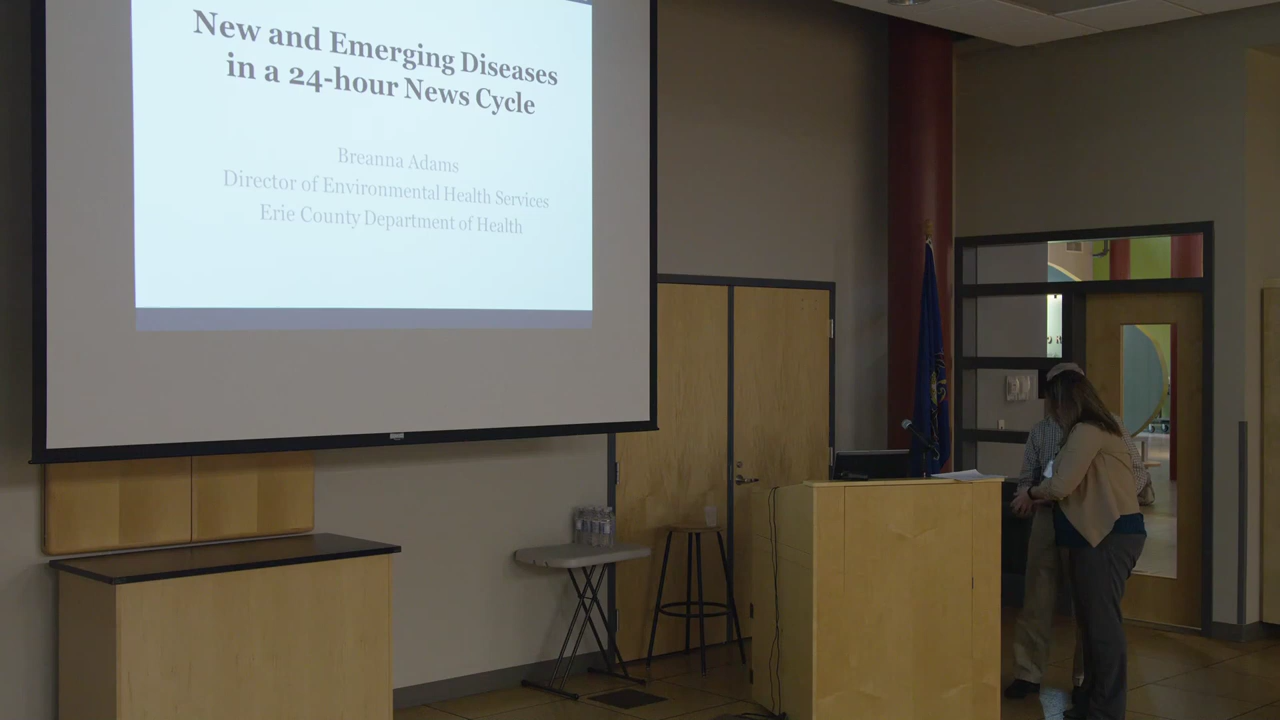 New and Emerging Diseases
in a 24-hour News Cycle
Breanna Adams
Director of Environmental Health Services
Erie County Department of Health